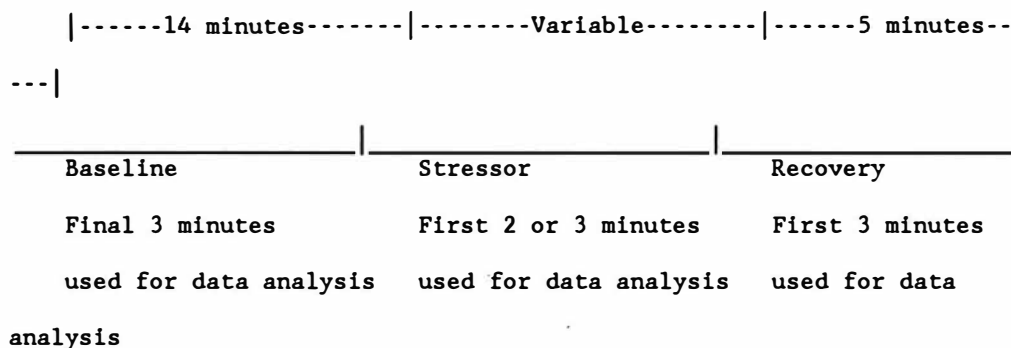 |------14 minutes-------|--------Variable--------|------5 minutes--
---|
Baseline Stressor Recovery
Final 3 minutes First 2 or 3 minutes First 3 minutes
used for data analysis used for data analysis used for data
analysis